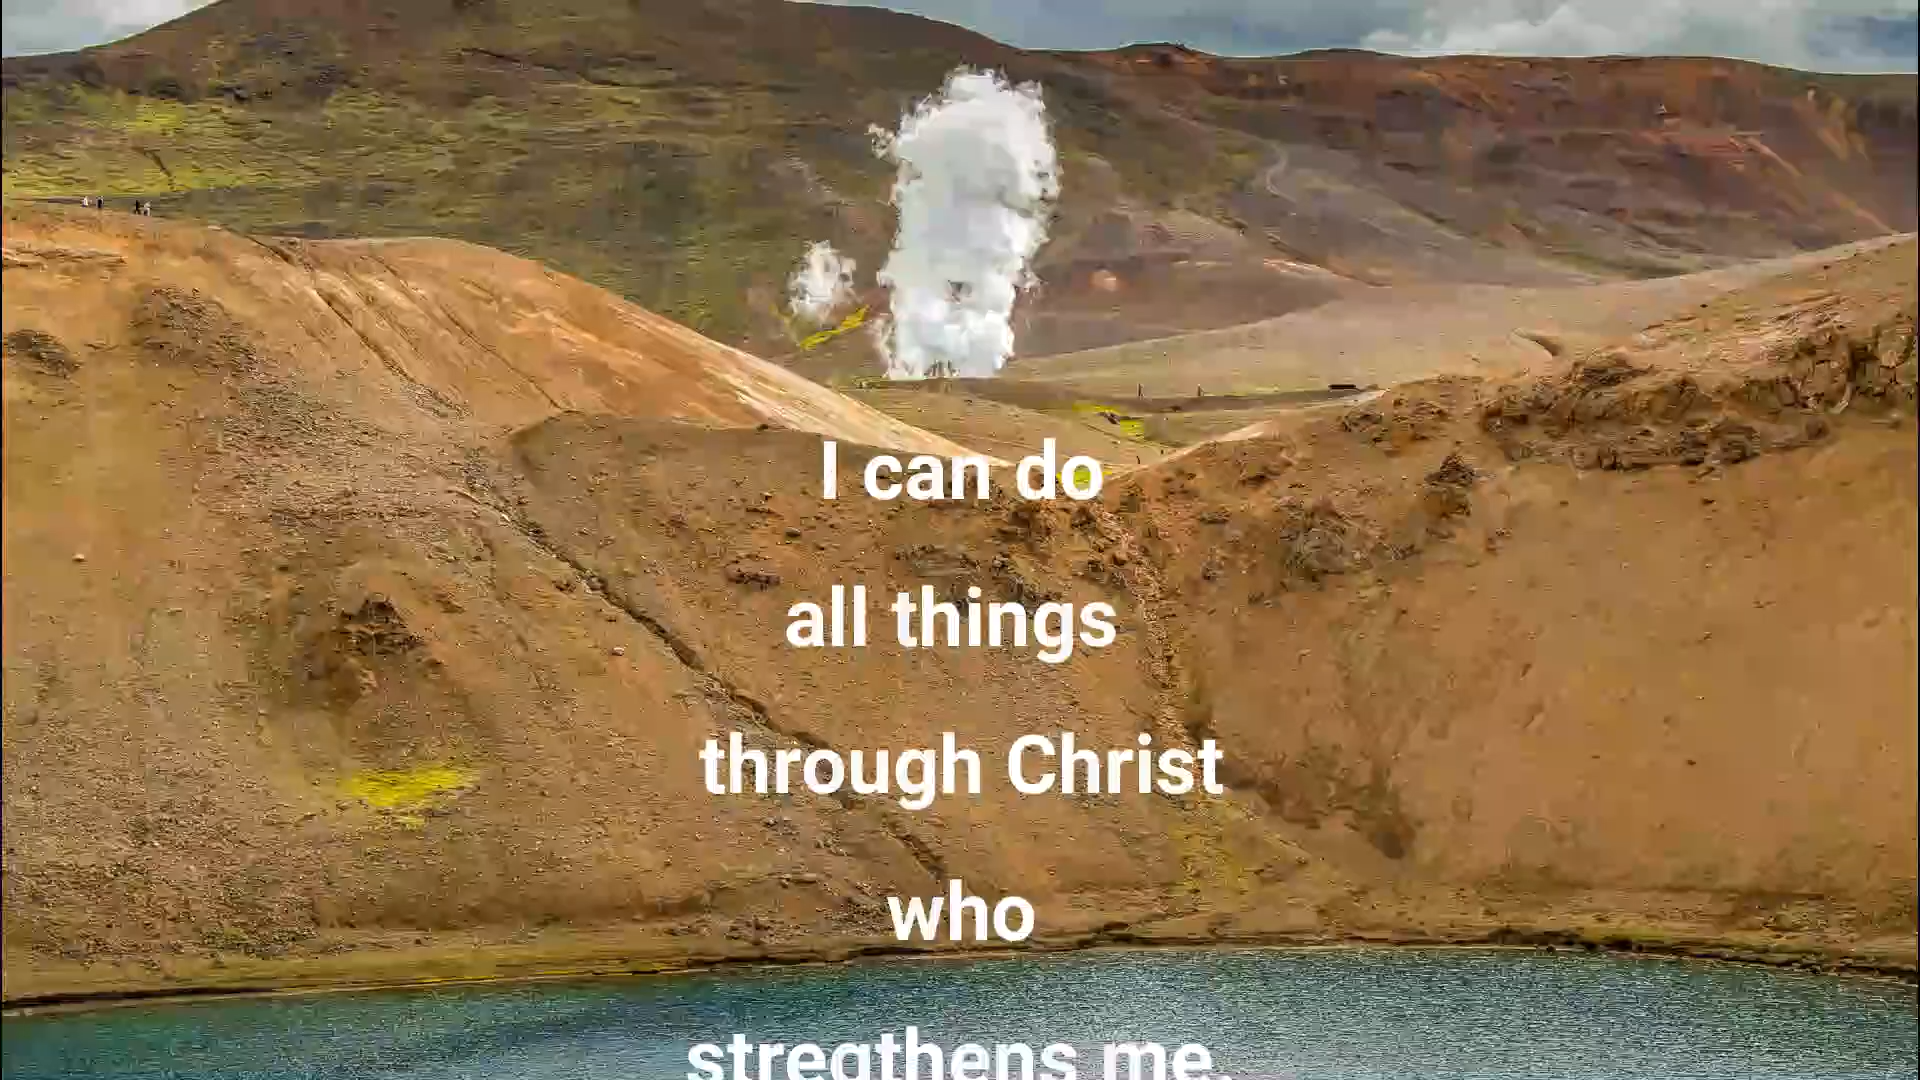 I can do
all things
through Christ
who
stregthens me.